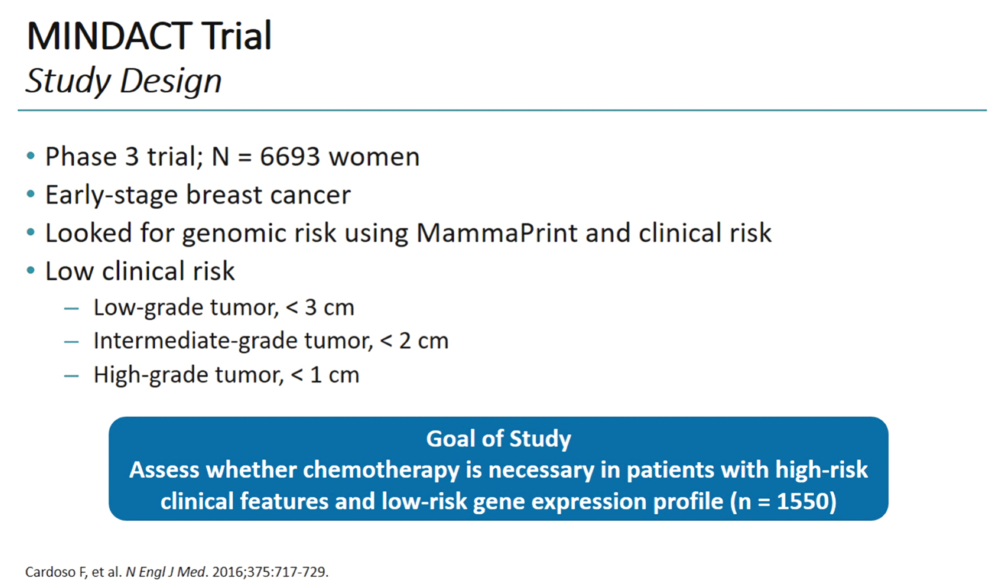 MINDACT Trial
Study Design
• Phase 3 trial; N = 6693 women
• Early-stage breast cancer
• Looked for genomic risk using MammaPrint and clinical risk
• Low clinical risk
– Low-grade tumor, < 3 cm
– Intermediate-grade tumor, < 2 cm
– High-grade tumor, < 1 cm
Goal of Study
Assess whether chemotherapy is necessary in patients with high-risk
clinical features and low-risk gene expression profile (n = 1550)
Cardoso F, et al. N Engl J Med. 2016;375:717-729.